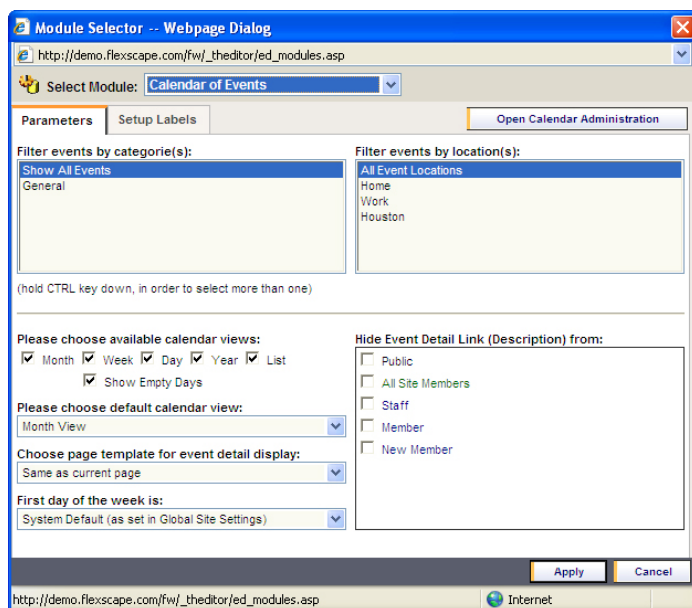 Module Selector -- Webpage Dialog
http://demo.flexscape.com/fw/_theditor/ed_modules.asp
Select Module: Calendar of Events
Parameters Setup Labels Open Calendar Administration
Filter events by categorie(s): Filter events by location(s):
Show All Events All Event Locations
General Home
Work
Houston
(hold CTRL key down, in order to select more than one)
Please choose available calendar views: Hide Event Detail Link (Description) from:
Month Week Day Year List Public
Show Empty Days All Site Members
Please choose default calendar view: Staff
Month View Member
Choose page template for event detail display: New Member
Same as current page
First day of the week is:
System Default (as set in Global Site Settings)
Apply Cancel
http://demo.flexscape.com/fw/_theditor/ed_modules.asp Internet